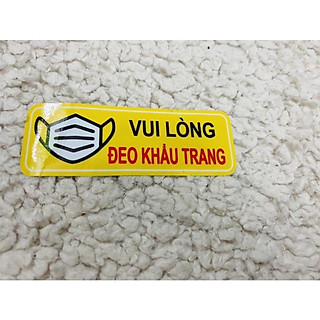 VUI LÒNG
ĐEO KHẨU TRANG